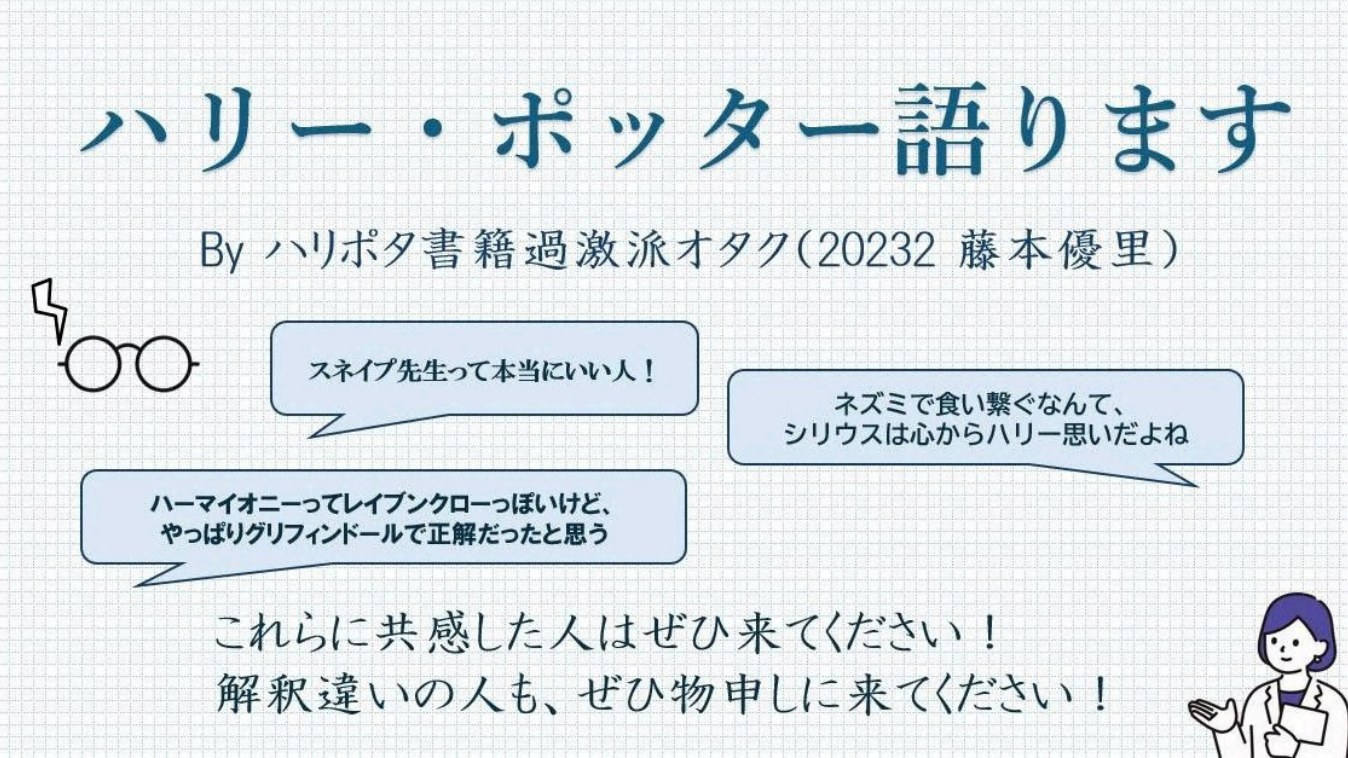 ハリー・ポッター語ります
By ハリポタ書籍過激派オタク(20232 藤本優里)
スネイプ先生って本当にいい人！
ネズミで食い繋ぐなんて、
シリウスは心からハリー思いだよね
ハーマイオニーってレイブンクローっぽいけど、
やっぱりグリフィンドールで正解だったと思う
これらに共感した人はぜひ来てください！
解釈違いの人も、ぜひ物申しに来てください！